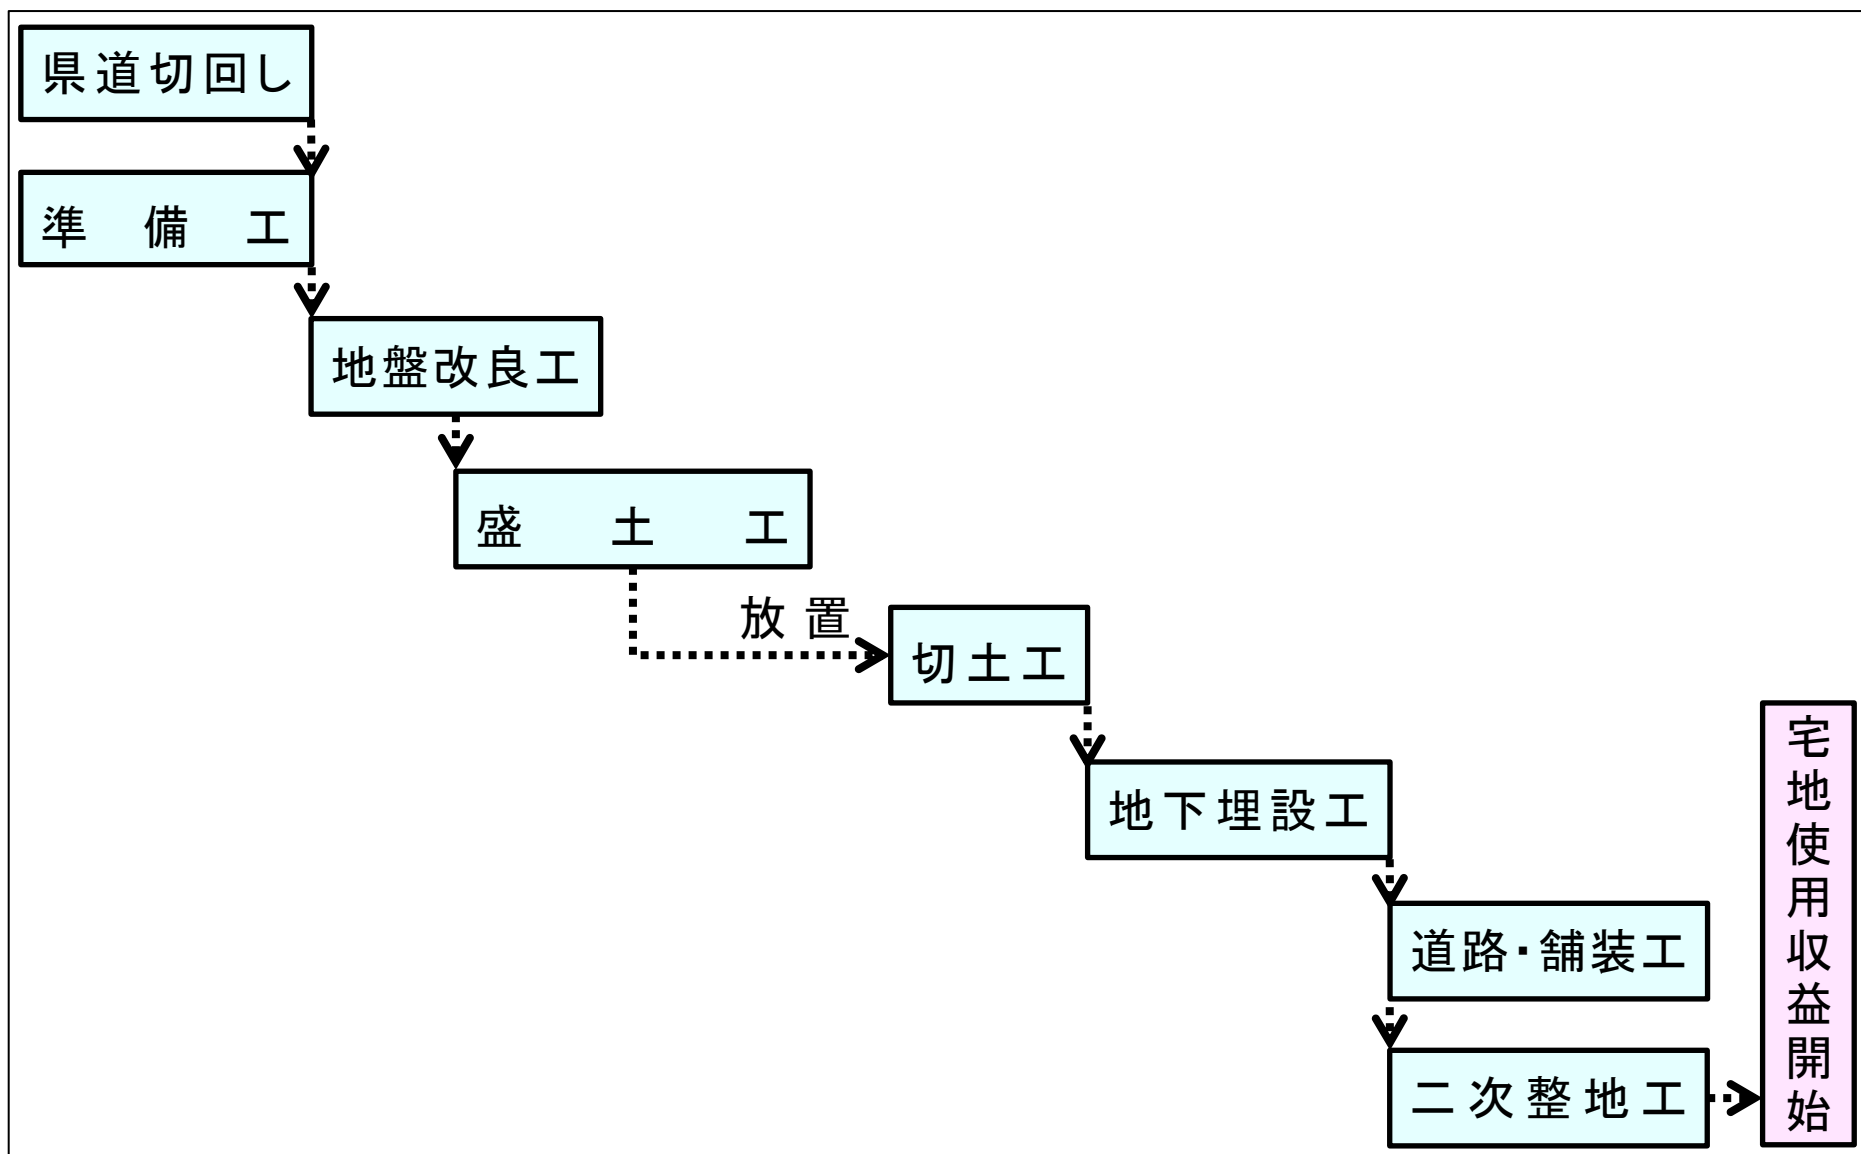 県道切回し
準備工
地盤改良工
盛土工
放置
切土工
地下埋設工
道路・舗装工
二次整地工
宅地使用収益開始